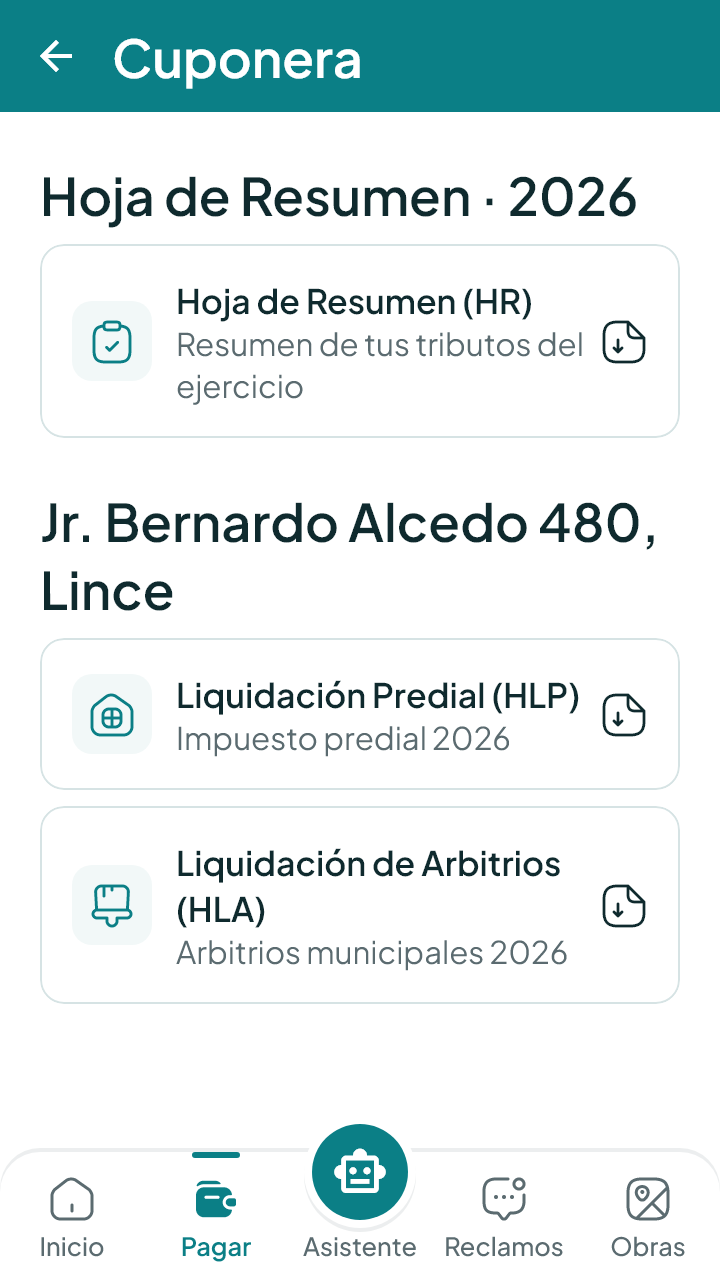 Cuponera
Hoja de Resumen · 2026
Hoja de Resumen (HR)
Resumen de tus tributos del
ejercicio
Jr. Bernardo Alcedo 480,
Lince
Liquidación Predial (HLP)
Impuesto predial 2026
Liquidación de Arbitrios
(HLA)
Arbitrios municipales 2026
Inicio
Pagar
Asistente
Reclamos
Obras